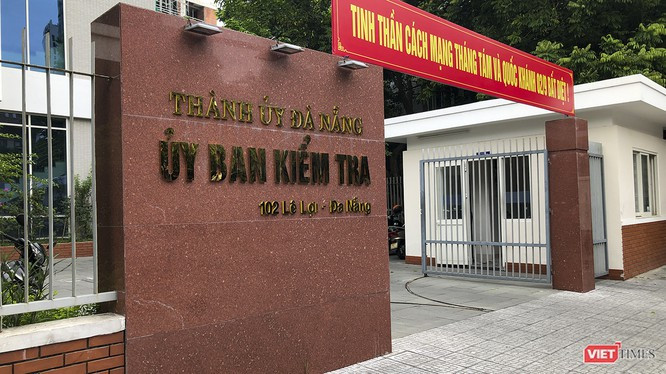 TINH THẦN CÁCH MẠNG THÁNG TÁM VÀ QUỐC KHÁNH 02/9 BẤT DIỆT !
THÀNH ỦY ĐÀ NẴNG
ỦY BAN KIỂM TRA
102 Lê Lợi - Đà Nẵng
VIETTIMES